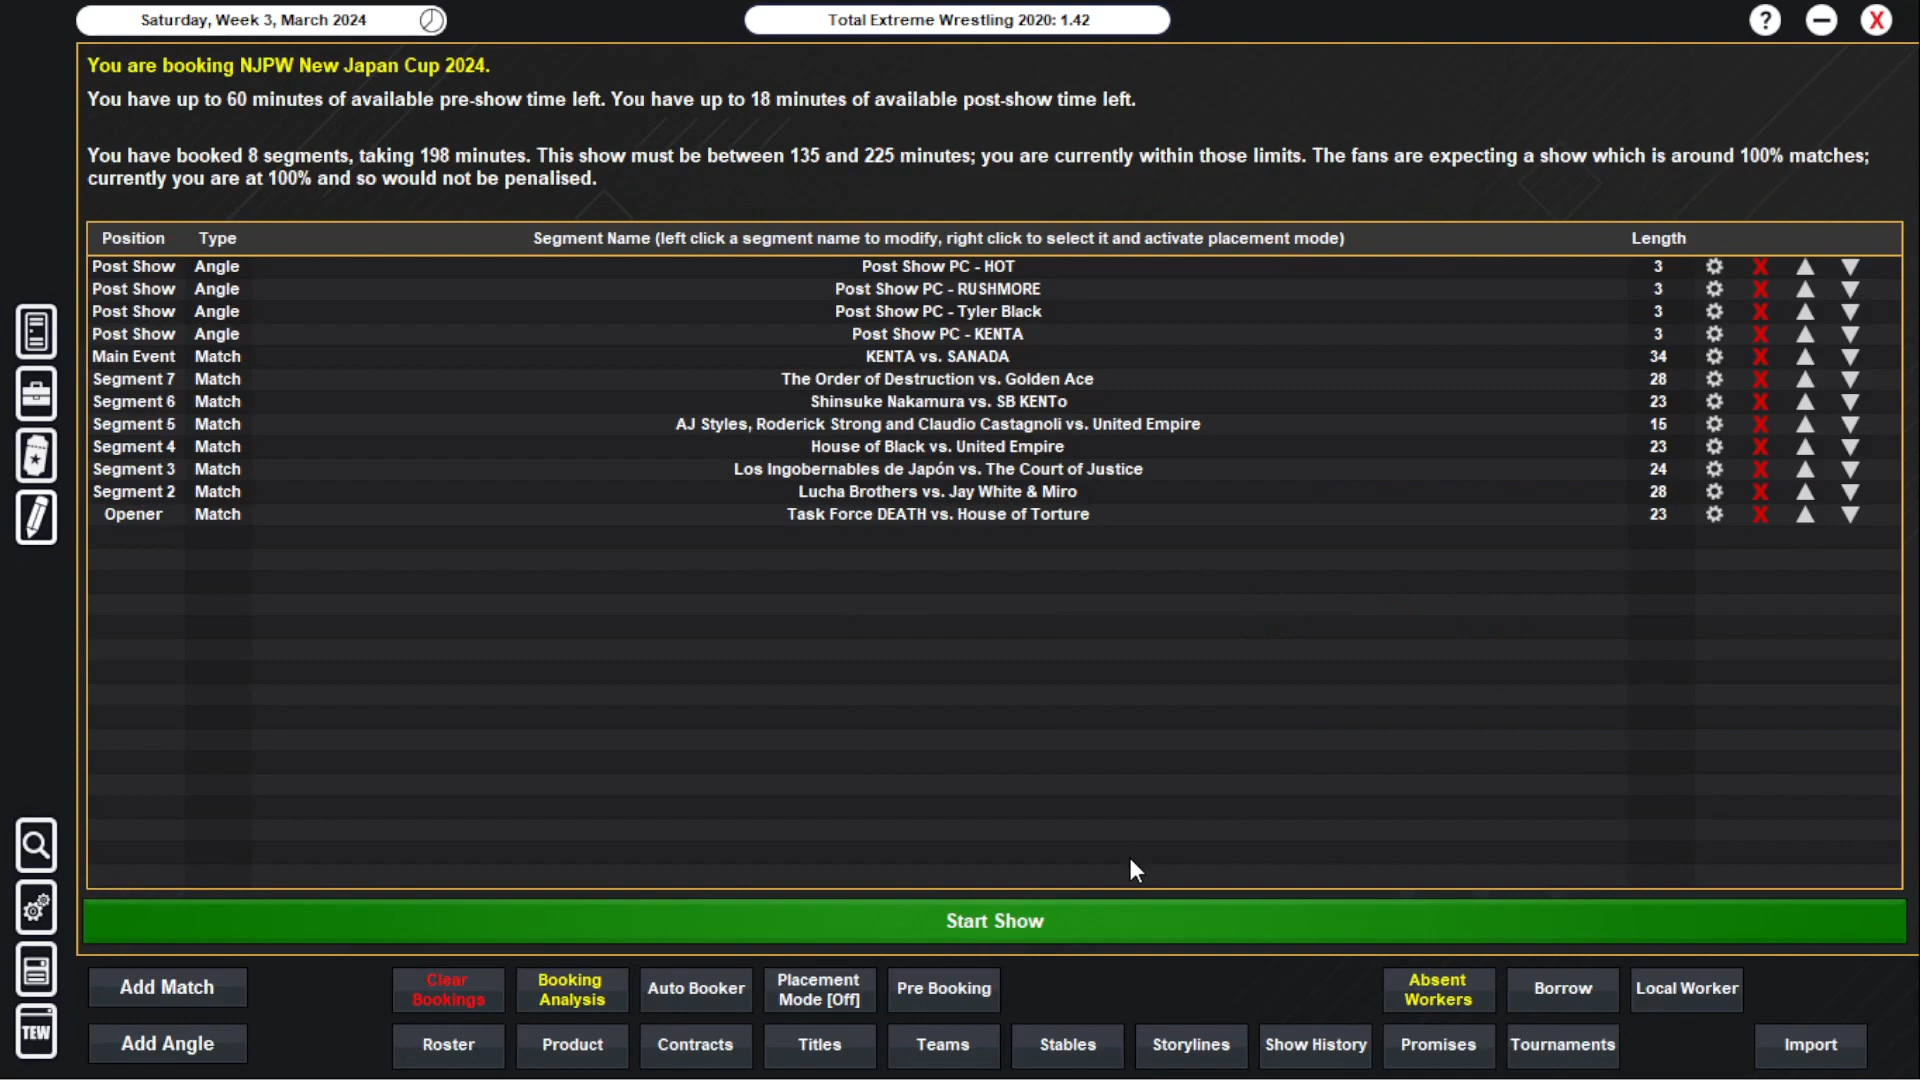 Saturday, Week 3, March 2024
Total Extreme Wrestling 2020: 1.42
?
X
You are booking NJPW New Japan Cup 2024.
You have up to 60 minutes of available pre-show time left. You have up to 18 minutes of available post-show time left.
You have booked 8 segments, taking 198 minutes. This show must be between 135 and 225 minutes; you are currently within those limits. The fans are expecting a show which is around 100% matches;
currently you are at 100% and so would not be penalised.
Position Type Segment Name (left click a segment name to modify, right click to select it and activate placement mode) Length
Post Show Angle Post Show PC - HOT 3 X
Post Show Angle Post Show PC - RUSHMORE 3 X
Post Show Angle Post Show PC - Tyler Black 3 X
Post Show Angle Post Show PC - KENTA 3 X
Main Event Match KENTA vs. SANADA 34 X
Segment 7 Match The Order of Destruction vs. Golden Ace 28 X
Segment 6 Match Shinsuke Nakamura vs. SB KENTo 23 X
Segment 5 Match AJ Styles, Roderick Strong and Claudio Castagnoli vs. United Empire 15 X
Segment 4 Match House of Black vs. United Empire 23 X
Segment 3 Match Los Ingobernables de Japón vs. The Court of Justice 24 X
Segment 2 Match Lucha Brothers vs. Jay White & Miro 28 X
Opener Match Task Force DEATH vs. House of Torture 23 X
Start Show
Add Match
Clear Bookings
Booking Analysis
Auto Booker
Placement Mode [Off]
Pre Booking
Absent Workers
Borrow
Local Worker
TEW
Add Angle
Roster
Product
Contracts
Titles
Teams
Stables
Storylines
Show History
Promises
Tournaments
Import